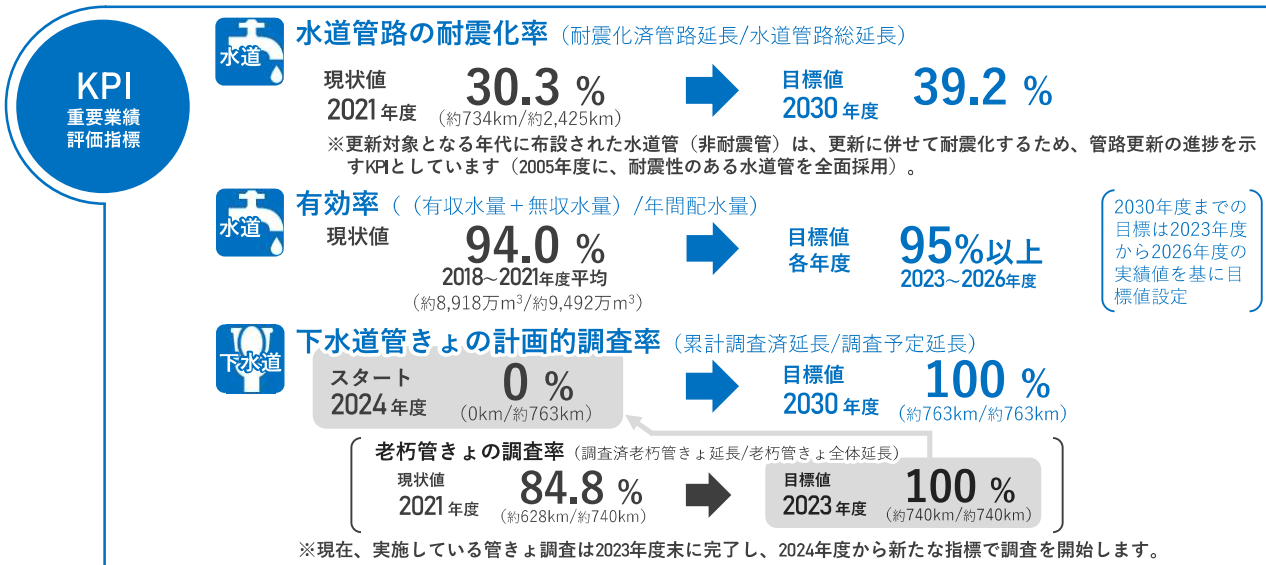 KPI
重要業績
評価指標
水道
水道管路の耐震化率（耐震化済管路延長/水道管路総延長）
現状値
2021年度
30.3 %
（約734km/約2,425km）
目標値
2030年度
39.2 %
※更新対象となる年代に布設された水道管（非耐震管）は、更新に併せて耐震化するため、管路更新の進捗を示
すKPIとしています（2005年度に、耐震性のある水道管を全面採用）。
水道
有効率（（有収水量＋無収水量）/年間配水量）
現状値
94.0 %
2018～2021年度平均
（約8,918万m³/約9,492万m³）
目標値
各年度
95%以上
2023～2026年度
2030年度までの
目標は2023年度
から2026年度の
実績値を基に目
標値設定
下水道
下水道管きょの計画的調査率（累計調査済延長/調査予定延長）
スタート
2024年度
0 %
（0km/約763km）
目標値
2030年度
100 %
（約763km/約763km）
老朽管きょの調査率（調査済老朽管きょ延長/老朽管きょ全体延長）
現状値
2021年度
84.8 %
（約628km/約740km）
目標値
2023年度
100 %
（約740km/約740km）
※現在、実施している管きょ調査は2023年度末に完了し、2024年度から新たな指標で調査を開始します。